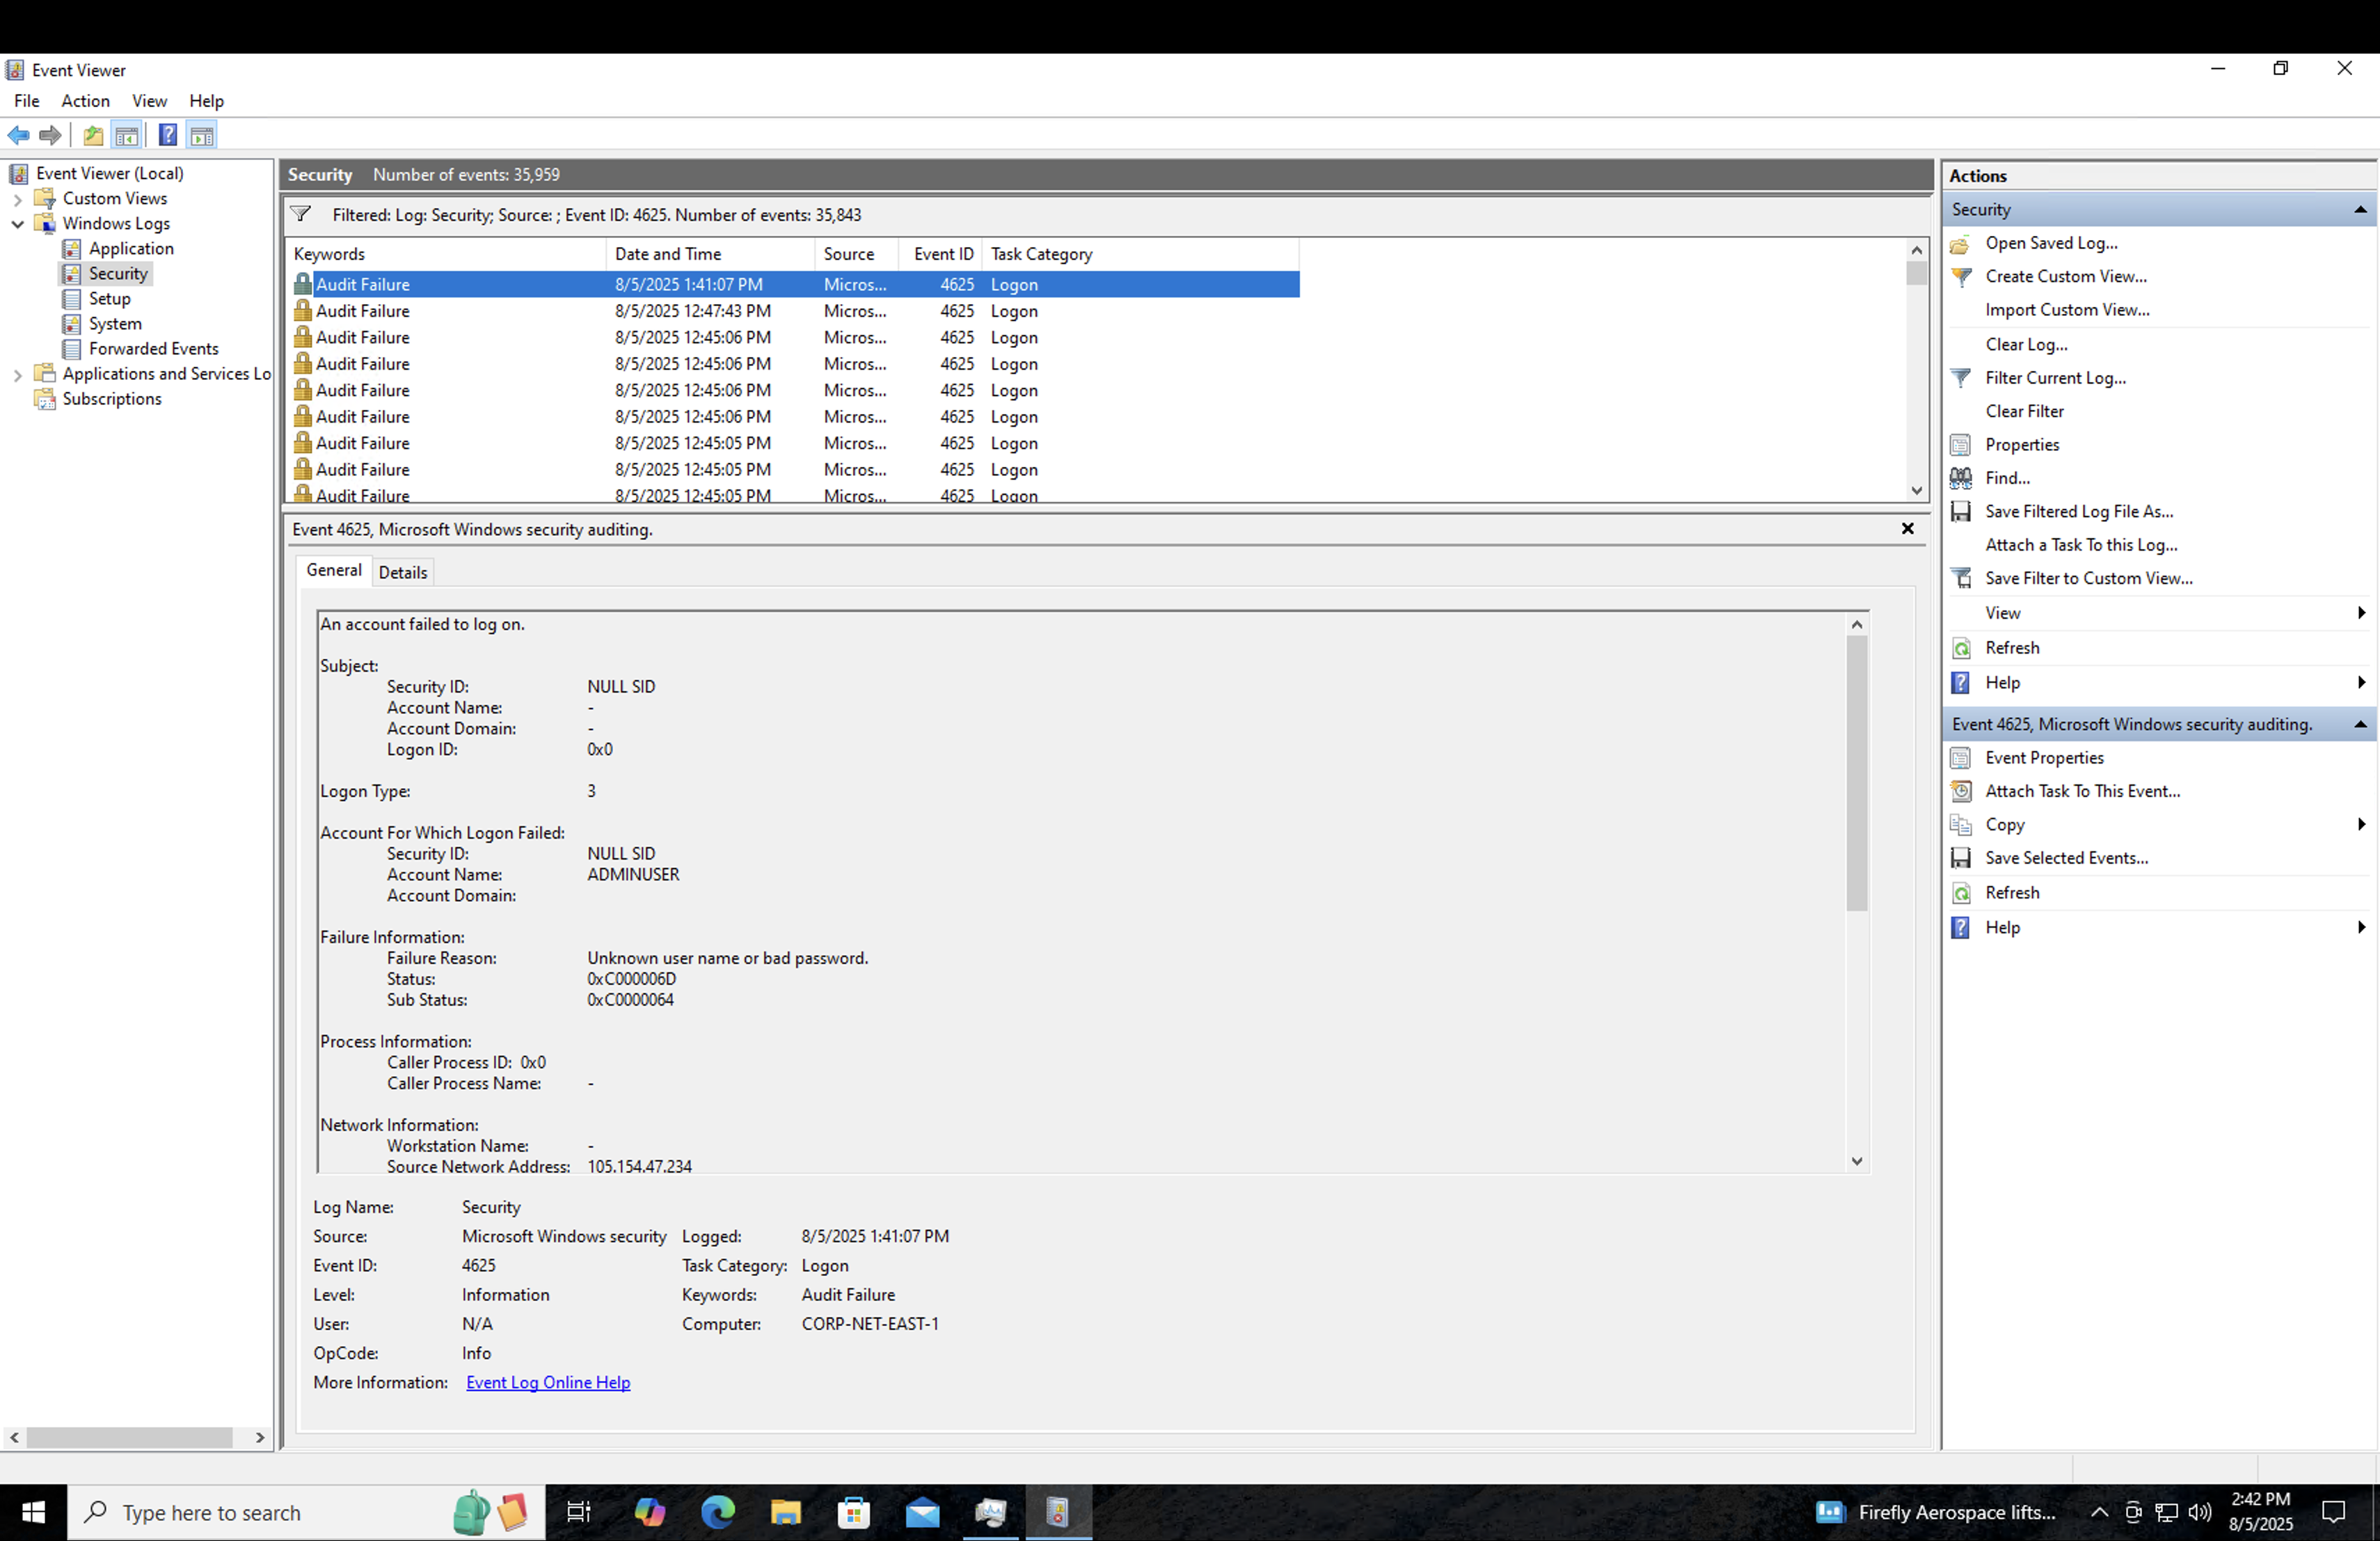 Event Viewer
File Action View Help
Event Viewer (Local)
Custom Views
Windows Logs
Application
Security
Setup
System
Forwarded Events
Applications and Services Lo
Subscriptions
Security Number of events: 35,959
Filtered: Log: Security; Source: ; Event ID: 4625. Number of events: 35,843
Keywords Date and Time Source Event ID Task Category
Audit Failure 8/5/2025 1:41:07 PM Micros... 4625 Logon
Audit Failure 8/5/2025 12:47:43 PM Micros... 4625 Logon
Audit Failure 8/5/2025 12:45:06 PM Micros... 4625 Logon
Audit Failure 8/5/2025 12:45:06 PM Micros... 4625 Logon
Audit Failure 8/5/2025 12:45:06 PM Micros... 4625 Logon
Audit Failure 8/5/2025 12:45:06 PM Micros... 4625 Logon
Audit Failure 8/5/2025 12:45:05 PM Micros... 4625 Logon
Audit Failure 8/5/2025 12:45:05 PM Micros... 4625 Logon
Audit Failure 8/5/2025 12:45:05 PM Micros... 4625 Logon
Event 4625, Microsoft Windows security auditing.
General Details
An account failed to log on.
Subject:
Security ID: NULL SID
Account Name: -
Account Domain: -
Logon ID: 0x0
Logon Type: 3
Account For Which Logon Failed:
Security ID: NULL SID
Account Name: ADMINUSER
Account Domain:
Failure Information:
Failure Reason: Unknown user name or bad password.
Status: 0xC000006D
Sub Status: 0xC0000064
Process Information:
Caller Process ID: 0x0
Caller Process Name: -
Network Information:
Workstation Name: -
Source Network Address: 105.154.47.234
Log Name: Security
Source: Microsoft Windows security Logged: 8/5/2025 1:41:07 PM
Event ID: 4625 Task Category: Logon
Level: Information Keywords: Audit Failure
User: N/A Computer: CORP-NET-EAST-1
OpCode: Info
More Information: Event Log Online Help
Actions
Security
Open Saved Log...
Create Custom View...
Import Custom View...
Clear Log...
Filter Current Log...
Clear Filter
Properties
Find...
Save Filtered Log File As...
Attach a Task To this Log...
Save Filter to Custom View...
View
Refresh
Help
Event 4625, Microsoft Windows security auditing.
Event Properties
Attach Task To This Event...
Copy
Save Selected Events...
Refresh
Help
Type here to search
Firefly Aerospace lifts...
2:42 PM
8/5/2025